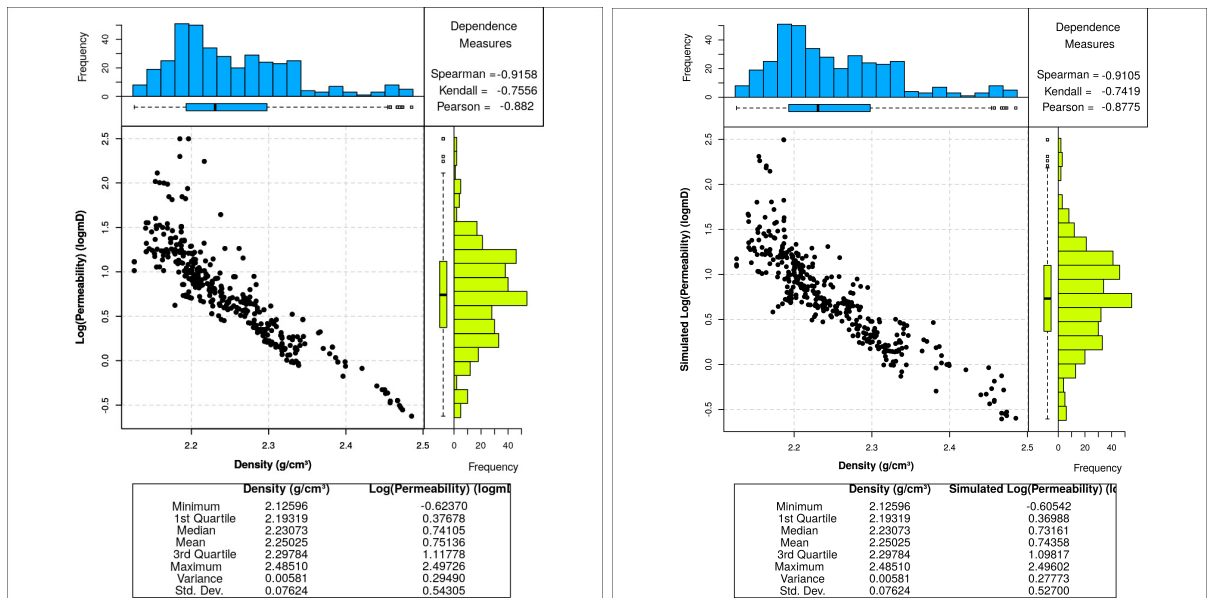 Dependence
Measures
Spearman = -0.9158
Kendall = -0.7556
Pearson = -0.882
Frequency
0 20 40
Log(Permeability) (logmD)
2.5
2.0
1.5
1.0
0.5
0.0
-0.5
2.2 2.3 2.4 2.5
Density (g/cm³)
0 20 40
Frequency
Density (g/cm³) Log(Permeability) (logm
Minimum 2.12596 -0.62370
1st Quartile 2.19319 0.37678
Median 2.23073 0.74105
Mean 2.25025 0.75136
3rd Quartile 2.29784 1.11778
Maximum 2.48510 2.49726
Variance 0.00581 0.29490
Std. Dev. 0.07624 0.54305
Dependence
Measures
Spearman = -0.9105
Kendall = -0.7419
Pearson = -0.8775
Frequency
0 20 40
Simulated Log(Permeability) (logmD)
2.5
2.0
1.5
1.0
0.5
0.0
-0.5
2.2 2.3 2.4 2.5
Density (g/cm³)
0 20 40
Frequency
Density (g/cm³) Simulated Log(Permeability) (lo
Minimum 2.12596 -0.60542
1st Quartile 2.19319 0.36988
Median 2.23073 0.73161
Mean 2.25025 0.74358
3rd Quartile 2.29784 1.09817
Maximum 2.48510 2.49602
Variance 0.00581 0.27773
Std. Dev. 0.07624 0.52700